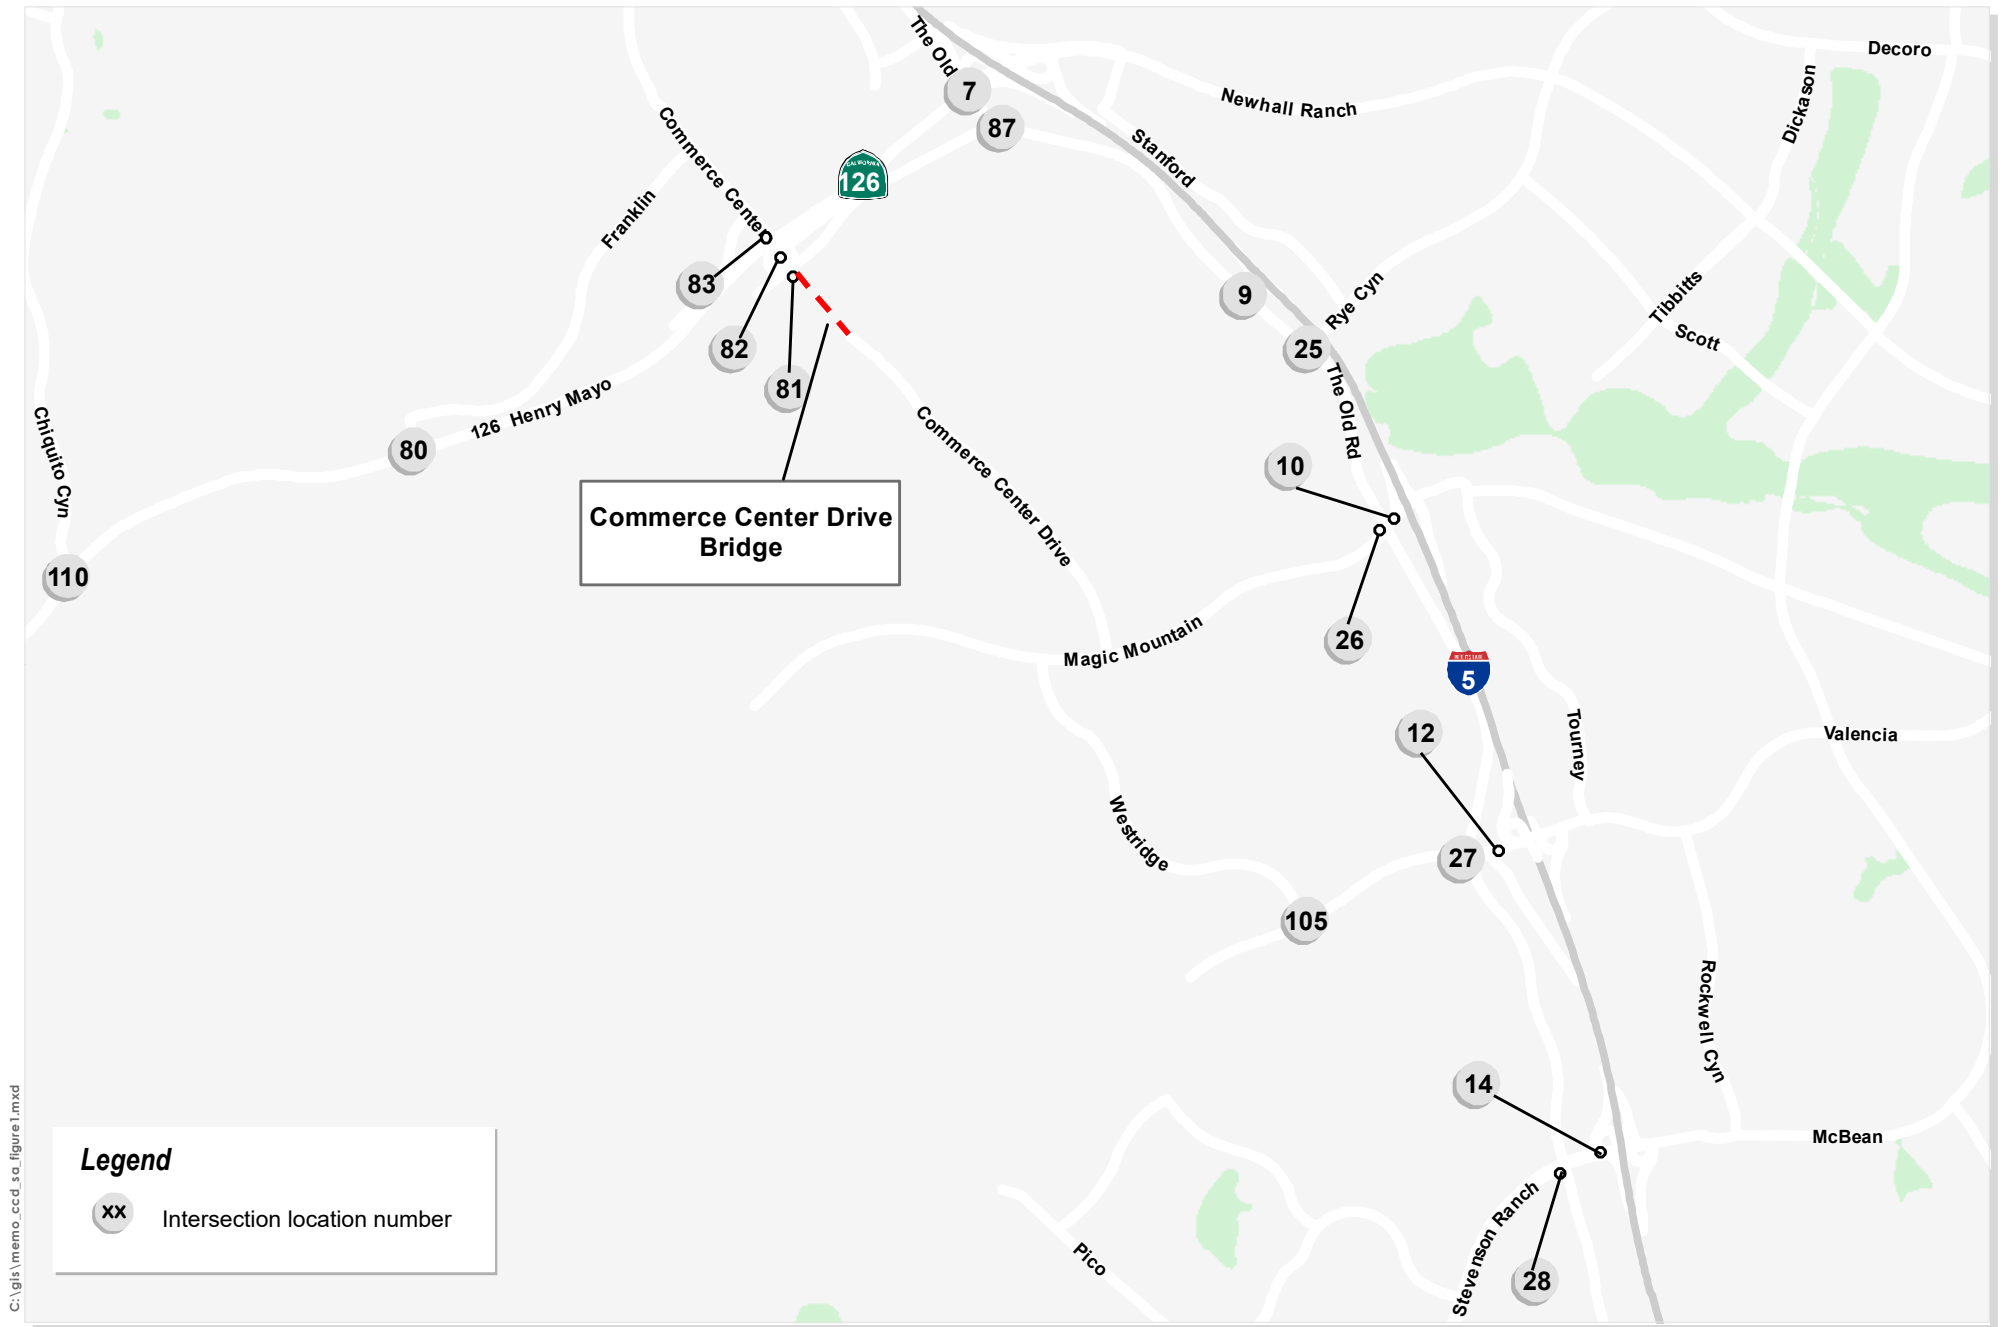 The Old
Decoro
7
Newhall Ranch
Dickason
87
Commerce Center
Stanford
CALIFORNIA
126
Franklin
83
9
Rye Cyn
Tibbitts
Scott
82
25
81
The Old Rd
126 Henry Mayo
80
Chiquito Cyn
Commerce Center Drive
10
Commerce Center Drive
Bridge
110
26
Magic Mountain
INTERSTATE
5
12
Tourney
Valencia
Westridge
27
105
Rockwell Cyn
14
McBean
Stevenson Ranch
Pico
28
Legend
xx
Intersection location number
C:\gis\memo_ccd_sa_figure1.mxd